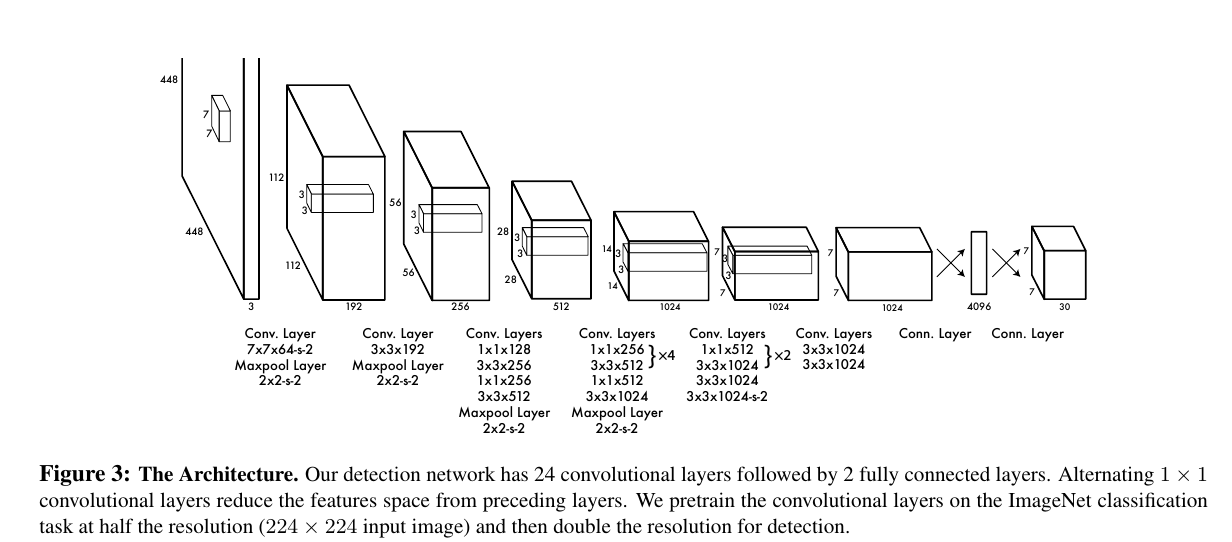 448
7
7
448
3
112
3
3
112
192
56
3
3
56
256
28
3
3
28
512
14
3
3
14
1024
7
3
3
7
1024
7
7
1024
4096
7
7
30
Conv. Layer
7x7x64-s-2
Maxpool Layer
2x2-s-2
Conv. Layer
3x3x192
Maxpool Layer
2x2-s-2
Conv. Layers
1x1x128
3x3x256
1x1x256
3x3x512
Maxpool Layer
2x2-s-2
Conv. Layers
1x1x256
3x3x512
}×4
1x1x512
3x3x1024
Maxpool Layer
2x2-s-2
Conv. Layers
1x1x512
3x3x1024
}×2
3x3x1024
3x3x1024-s-2
Conv. Layers
3x3x1024
3x3x1024
Conn. Layer
Conn. Layer
Figure 3: The Architecture. Our detection network has 24 convolutional layers followed by 2 fully connected layers. Alternating 1 × 1
convolutional layers reduce the features space from preceding layers. We pretrain the convolutional layers on the ImageNet classification
task at half the resolution (224 × 224 input image) and then double the resolution for detection.